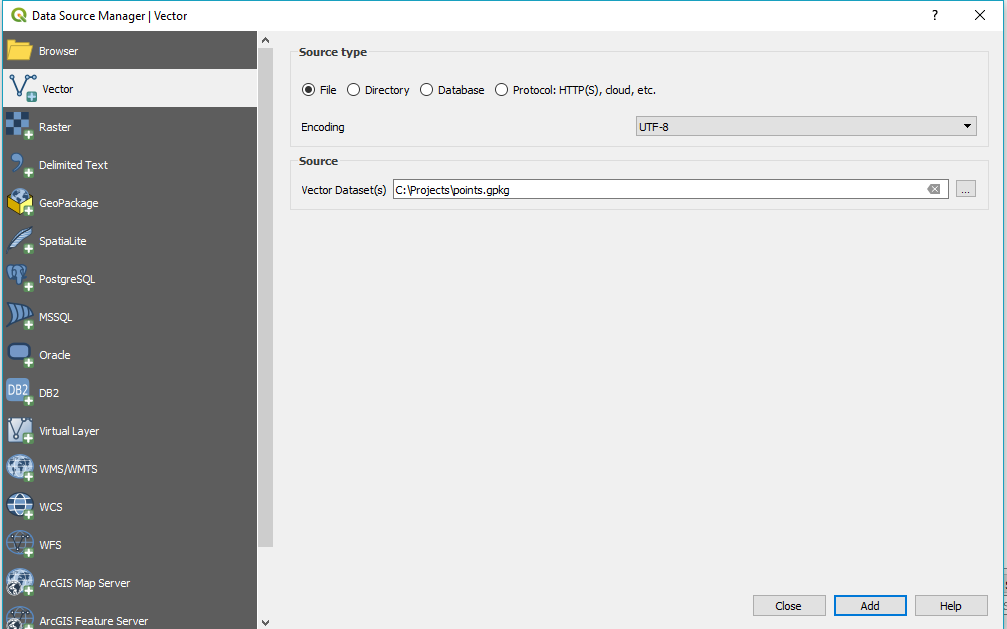 Data Source Manager | Vector
?
Browser
Vector
Raster
Delimited Text
GeoPackage
SpatiaLite
PostgreSQL
MSSQL
Oracle
DB2 DB2
Virtual Layer
WMS/WMTS
WCS
WFS
ArcGIS Map Server
ArcGIS Feature Server
Source type
File Directory Database Protocol: HTTP(S), cloud, etc.
Encoding UTF-8
Source
Vector Dataset(s) C:\Projects\points.gpkg ...
Close Add Help